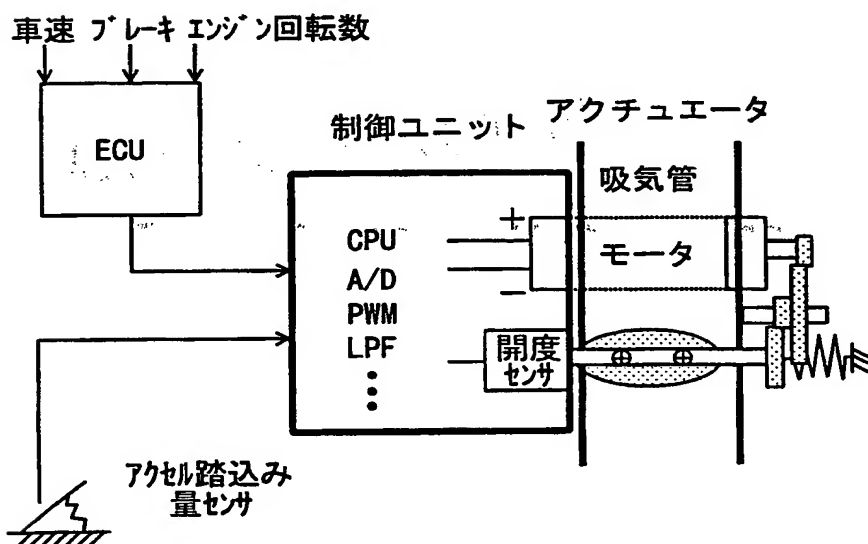 車速 ブレーキ エンジン回転数
ECU
制御ユニット
アクチュエータ
吸気管
CPU
A/D
PWM
LPF
+
モータ
−
開度
センサ
アクセル踏込み
量センサ